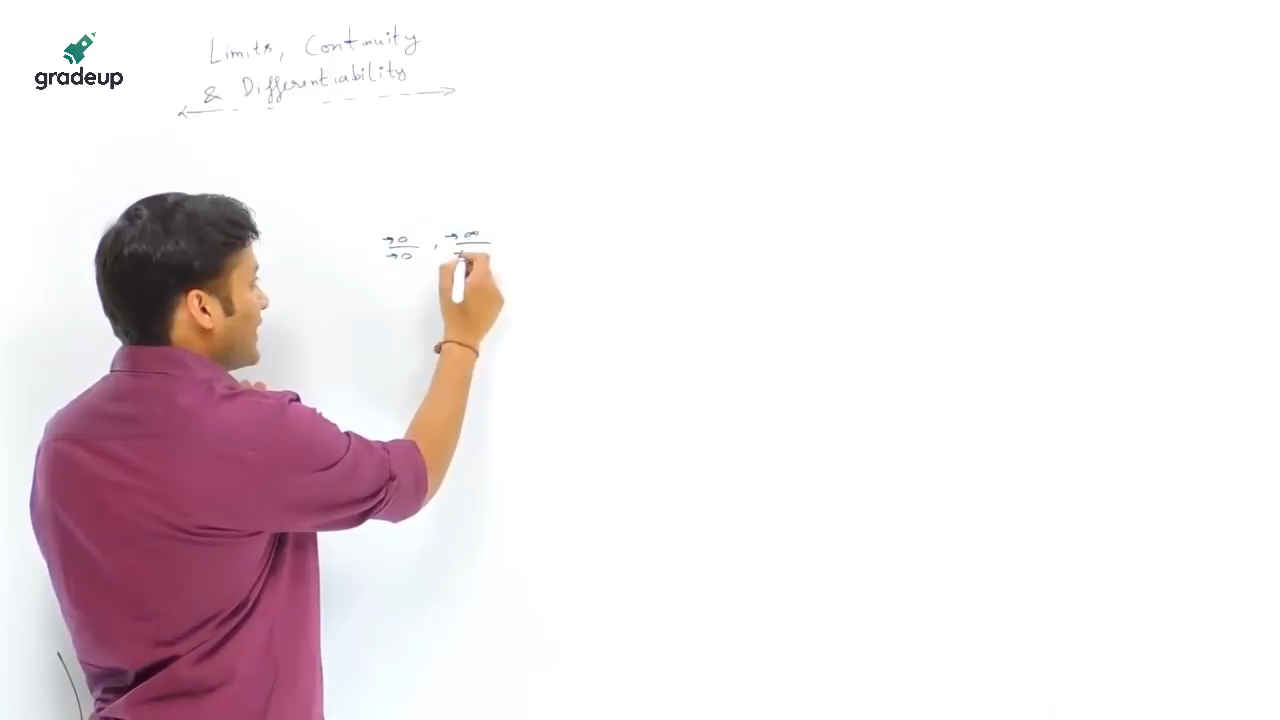 gradeup
Limits, Continuity
& Differentiability
→0 , →∞
→0